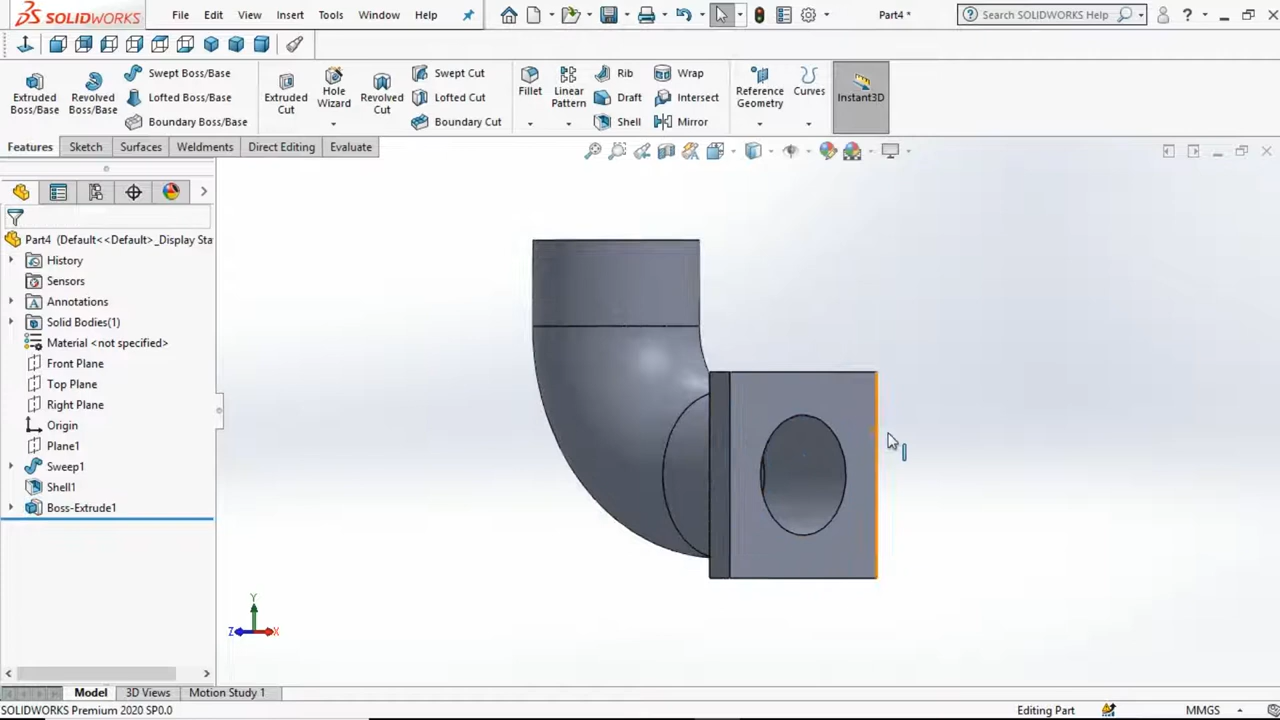 SOLIDWORKS File Edit View Insert Tools Window Help Part4 * Search SOLIDWORKS Help ?
Extruded Boss/Base
Revolved Boss/Base
Swept Boss/Base
Lofted Boss/Base
Boundary Boss/Base
Extruded Cut
Hole Wizard
Revolved Cut
Swept Cut
Lofted Cut
Boundary Cut
Fillet
Linear Pattern
Rib
Draft
Shell
Wrap
Intersect
Mirror
Reference Geometry
Curves
Instant3D
Features Sketch Surfaces Weldments Direct Editing Evaluate
Part4 (Default<<Default>_Display Sta
History
Sensors
Annotations
Solid Bodies(1)
Material <not specified>
Front Plane
Top Plane
Right Plane
Origin
Plane1
Sweep1
Shell1
Boss-Extrude1
Y
Z X
Model 3D Views Motion Study 1
SOLIDWORKS Premium 2020 SP0.0 Editing Part MMGS